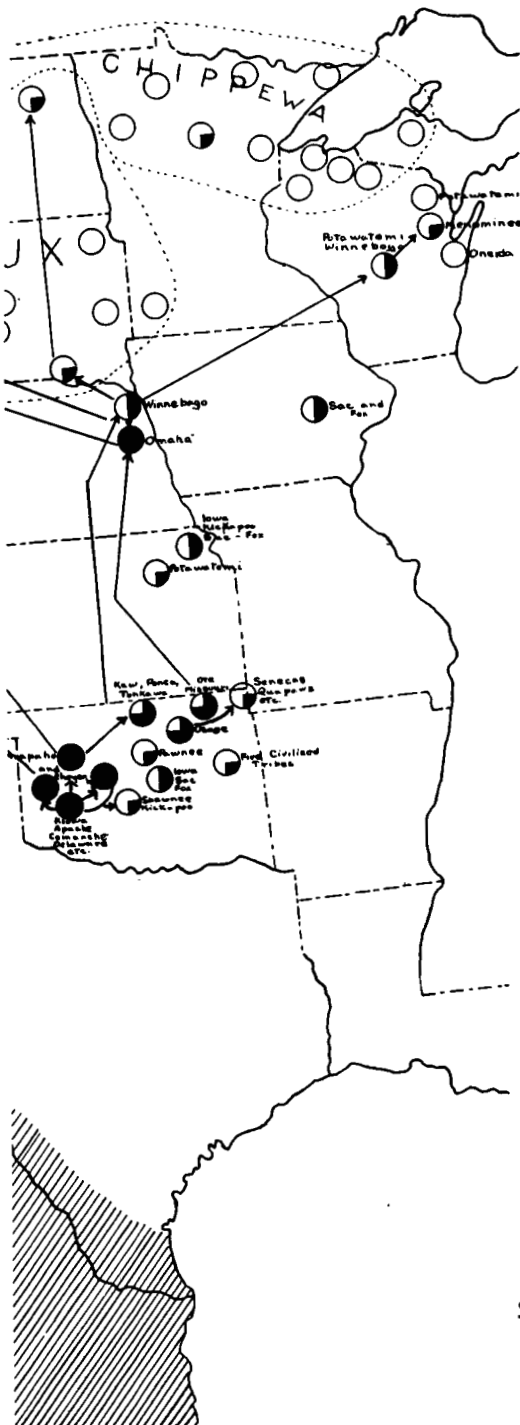 CHIPPEWA
UX
Potawatomi
Menominee
Potawatomi
Winnebago
Oneida
Winnebago
Omaha
Sac and
Fox
Iowa
Kickapoo
Sac - Fox
Potawatomi
Kaw, Ponca,
Tonkawa
Oto
Missouri
Senecas
Quapaws
etc.
Osage
Pawnee
Five Civilized
Tribes
Arapaho
and
Iowa
Sac
Fox
Shawnee
Kickapoo
Kiowa
Apache
Comanche
Delaware
etc.